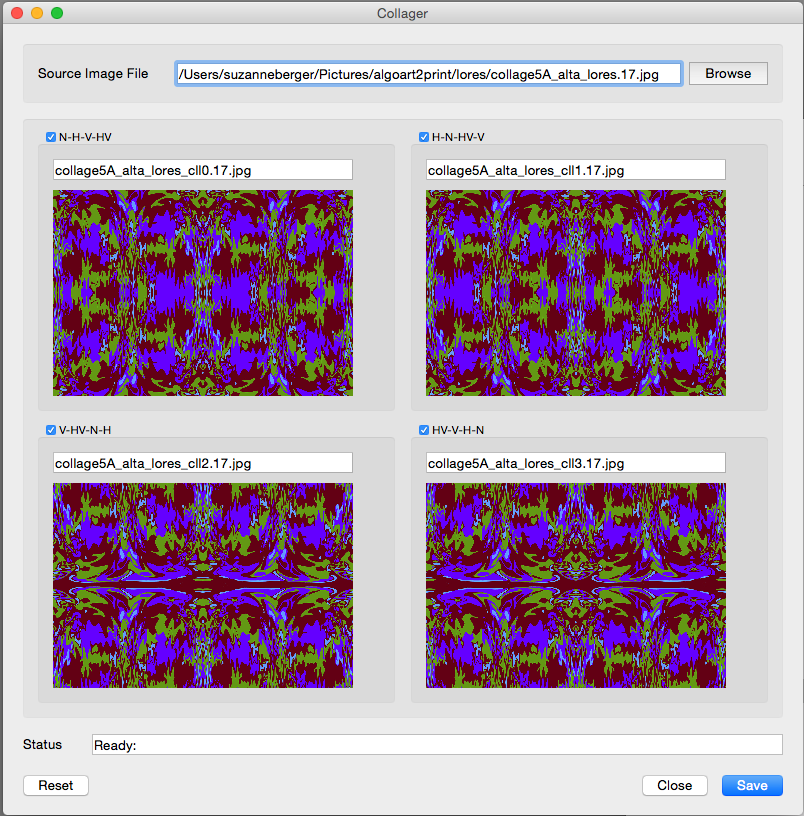 Collager
Source Image File
/Users/suzanneberger/Pictures/algoart2print/lores/collage5A_alta_lores.17.jpg
Browse
N-H-V-HV
H-N-HV-V
collage5A_alta_lores_cll0.17.jpg
collage5A_alta_lores_cll1.17.jpg
V-HV-N-H
HV-V-H-N
collage5A_alta_lores_cll2.17.jpg
collage5A_alta_lores_cll3.17.jpg
Status
Ready:
Reset
Close
Save